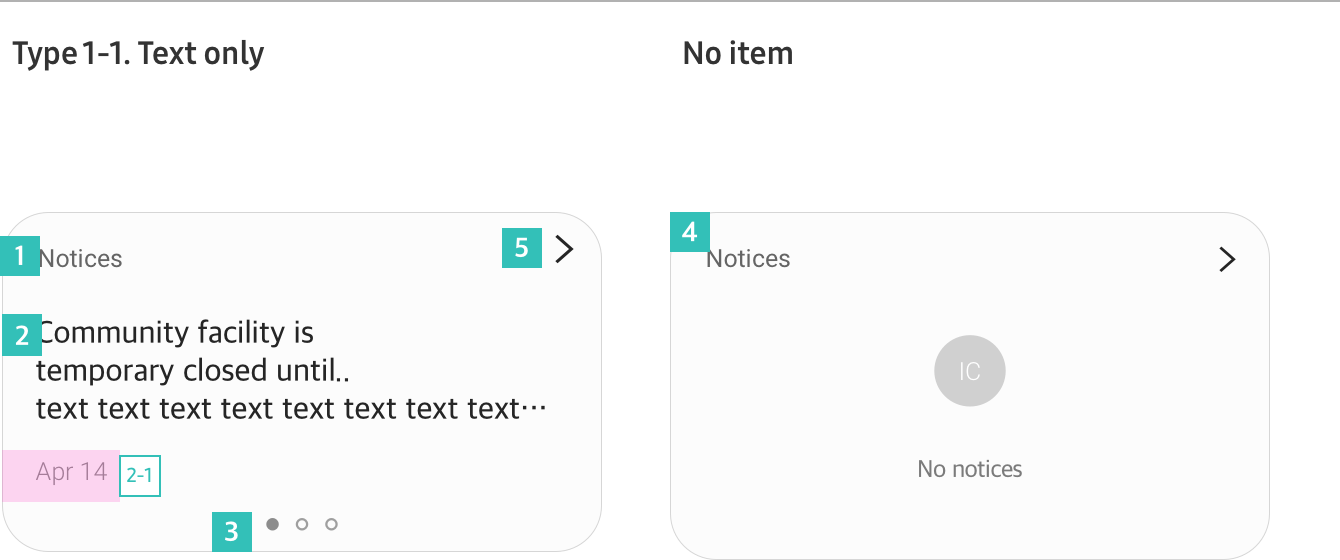 Type 1-1. Text only
No item
1 Notices
5
2 Community facility is
temporary closed until..
text text text text text text text text…
Apr 14 2-1
3
4
Notices
IC
No notices